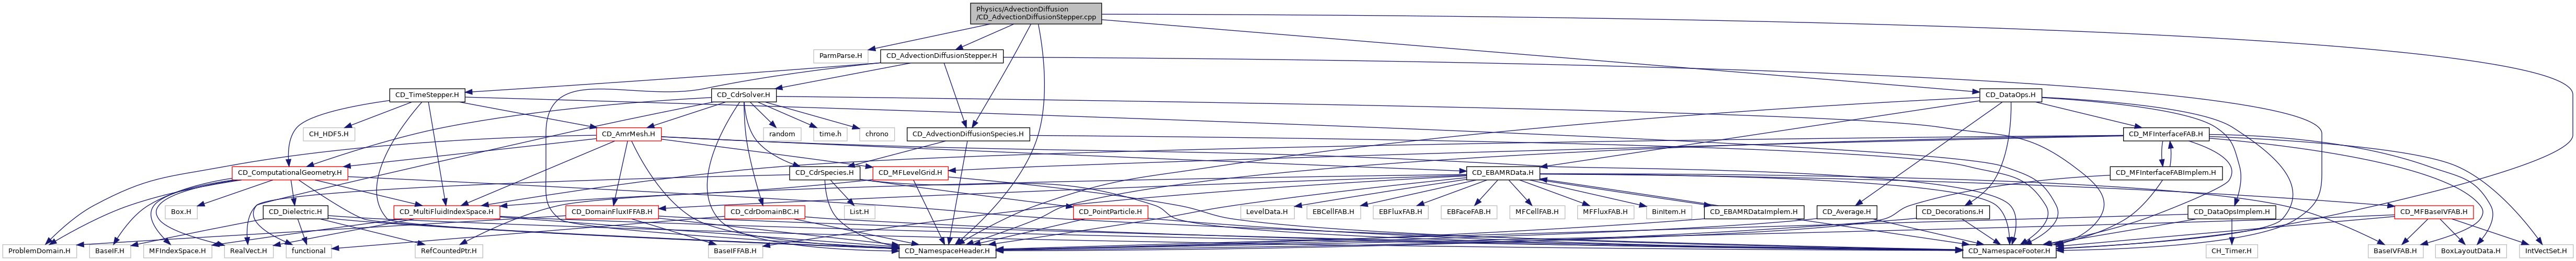 Physics/AdvectionDiffusion
/CD_AdvectionDiffusionStepper.cpp
ParmParse.H
CD_AdvectionDiffusionStepper.H
CD_TimeStepper.H
CD_CdrSolver.H
CD_DataOps.H
CH_HDF5.H
CD_AmrMesh.H
random
time.h
chrono
CD_AdvectionDiffusionSpecies.H
CD_MFInterfaceFAB.H
CD_ComputationalGeometry.H
CD_CdrSpecies.H
CD_MFLevelGrid.H
CD_EBAMRData.H
CD_MFInterfaceFABImplem.H
Box.H
CD_Dielectric.H
CD_MultiFluidIndexSpace.H
CD_DomainFluxIFFAB.H
CD_CdrDomainBC.H
List.H
CD_PointParticle.H
LevelData.H
EBCellFAB.H
EBFluxFAB.H
EBFaceFAB.H
MFCellFAB.H
MFFluxFAB.H
BinItem.H
CD_EBAMRDataImplem.H
CD_Average.H
CD_Decorations.H
CD_DataOpsImplem.H
CD_MFBaseIVFAB.H
ProblemDomain.H
BaseIF.H
MFIndexSpace.H
RealVect.H
functional
RefCountedPtr.H
BaseIFFAB.H
CD_NamespaceHeader.H
CD_NamespaceFooter.H
CH_Timer.H
BaseIVFAB.H
BoxLayoutData.H
IntVectSet.H